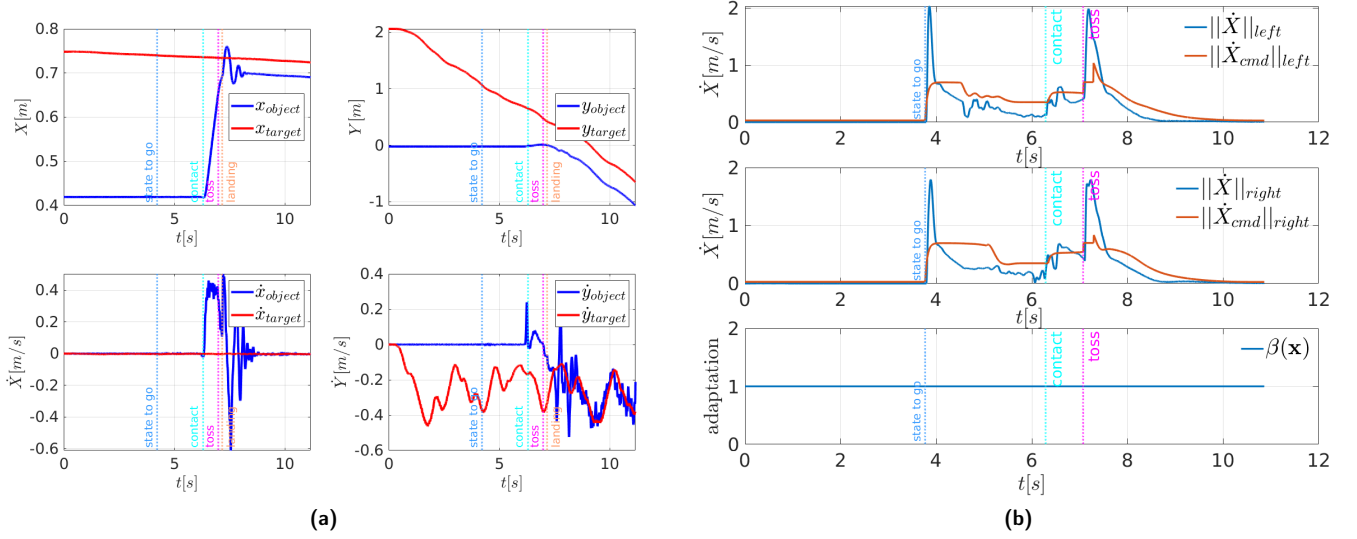 0.8
0.7
0.6
0.5
0.4
X[m]
x_object
x_target
state to go
contact
toss
landing
0
5
10
t[s]
2
1
0
-1
Y[m]
y_object
y_target
state to go
contact
toss
landing
0
5
10
t[s]
0.4
0.2
0
-0.2
-0.4
-0.6
Ẋ[m/s]
ẋ_object
ẋ_target
state to go
contact
toss
landing
0
5
10
t[s]
0.4
0.2
0
-0.2
-0.4
-0.6
Ẏ[m/s]
ẏ_object
ẏ_target
state to go
contact
toss
landing
0
5
10
t[s]
(a)
2
1
0
Ẋ[m/s]
||Ẋ||_left
||Ẋ_cmd||_left
state to go
contact
toss
0 2 4 6 8 10 12
t[s]
2
1
0
Ẋ[m/s]
||Ẋ||_right
||Ẋ_cmd||_right
state to go
contact
toss
0 2 4 6 8 10 12
t[s]
2
1
0
adaptation
β(x)
state to go
contact
toss
0 2 4 6 8 10 12
t[s]
(b)